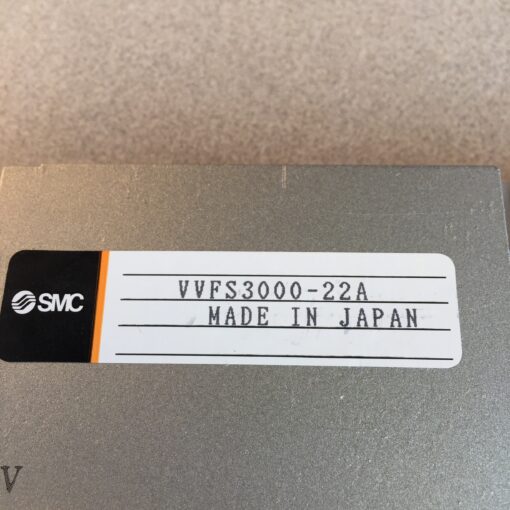 SMC
VVFS3000-22A
MADE IN JAPAN
V